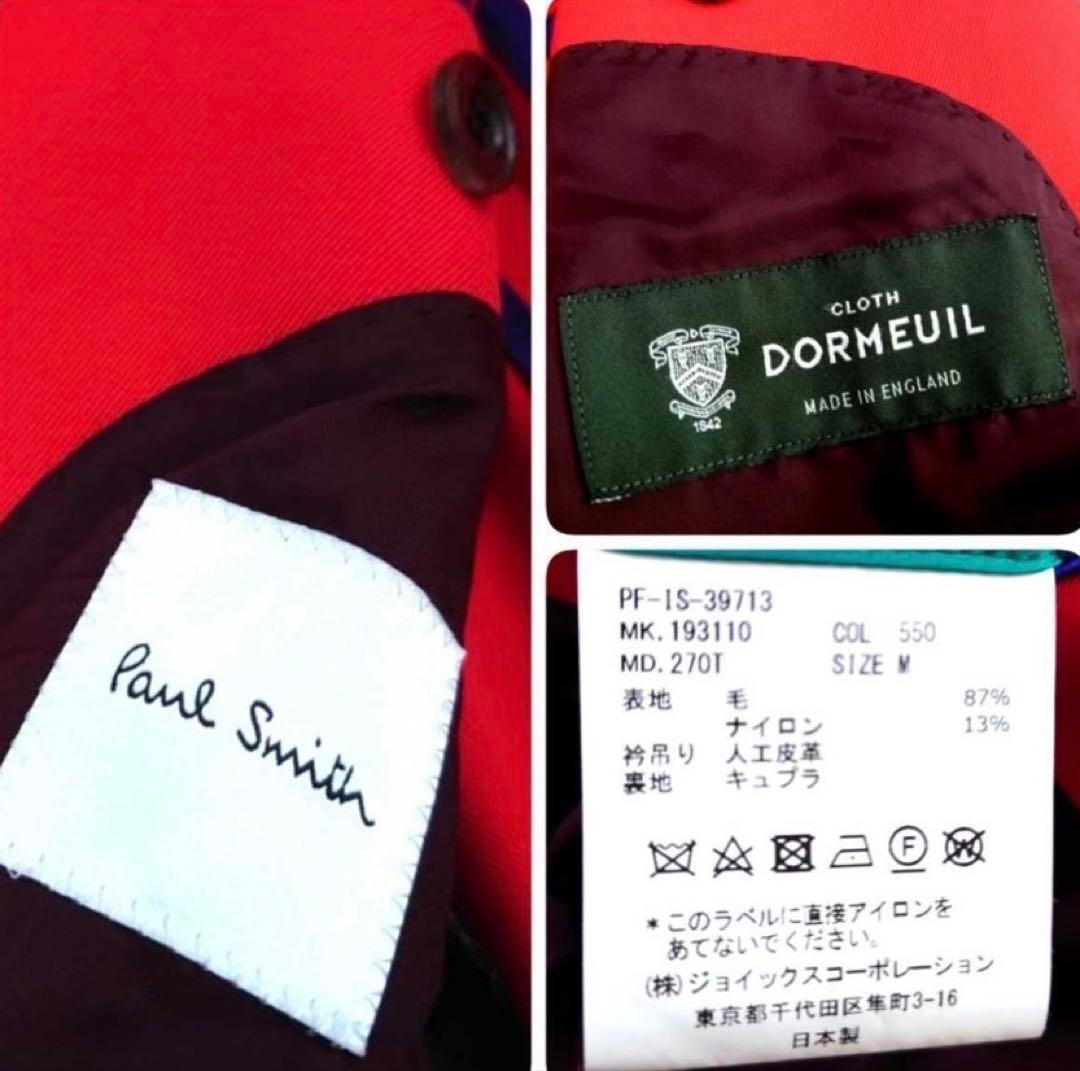 Paul Smith
CLOTH
DORMEUIL
MADE IN ENGLAND
1842
PF-IS-39713
MK. 193110 COL 550
MD. 270T SIZE M
表地 毛 87%
ナイロン 13%
衿吊り 人工皮革
裏地 キュプラ
F W
*このラベルに直接アイロンを
あてないでください。
(株)ジョイックスコーポレーション
東京都千代田区隼町3-16
日本製